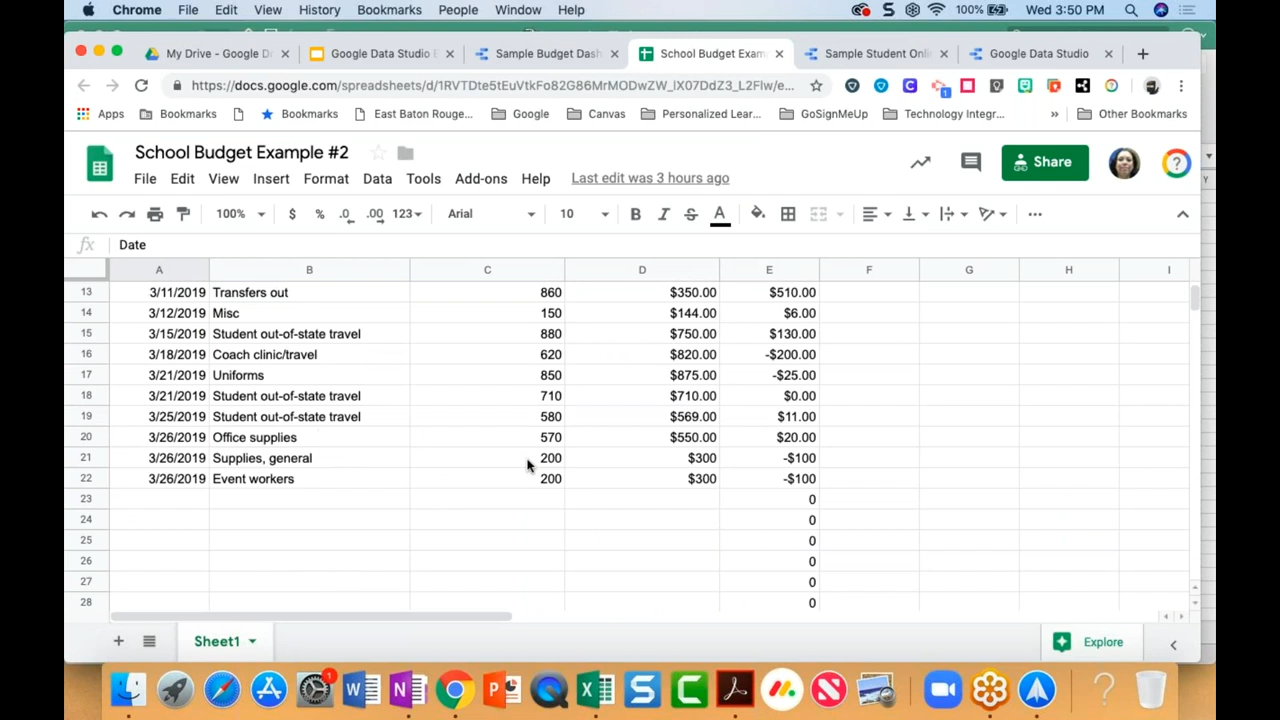 Chrome File Edit View History Bookmarks People Window Help 100% Wed 3:50 PM
My Drive - Google Dr Google Data Studio E Sample Budget Dash School Budget Exam Sample Student Onli Google Data Studio
https://docs.google.com/spreadsheets/d/1RVTDte5tEuVtkFo82G86MrMODwZW_lX07DdZ3_L2Flw/e...
Apps Bookmarks Bookmarks East Baton Rouge... Google Canvas Personalized Lear... GoSignMeUp Technology Integr... » Other Bookmarks
School Budget Example #2
Share
File Edit View Insert Format Data Tools Add-ons Help Last edit was 3 hours ago
100% $ % .0 .00 123 Arial 10 B I S A
fx Date
A B C D E F G H I
13 3/11/2019 Transfers out 860 $350.00 $510.00
14 3/12/2019 Misc 150 $144.00 $6.00
15 3/15/2019 Student out-of-state travel 880 $750.00 $130.00
16 3/18/2019 Coach clinic/travel 620 $820.00 -$200.00
17 3/21/2019 Uniforms 850 $875.00 -$25.00
18 3/21/2019 Student out-of-state travel 710 $710.00 $0.00
19 3/25/2019 Student out-of-state travel 580 $569.00 $11.00
20 3/26/2019 Office supplies 570 $550.00 $20.00
21 3/26/2019 Supplies, general 200 $300 -$100
22 3/26/2019 Event workers 200 $300 -$100
23 0
24 0
25 0
26 0
27 0
28 0
Sheet1
Explore